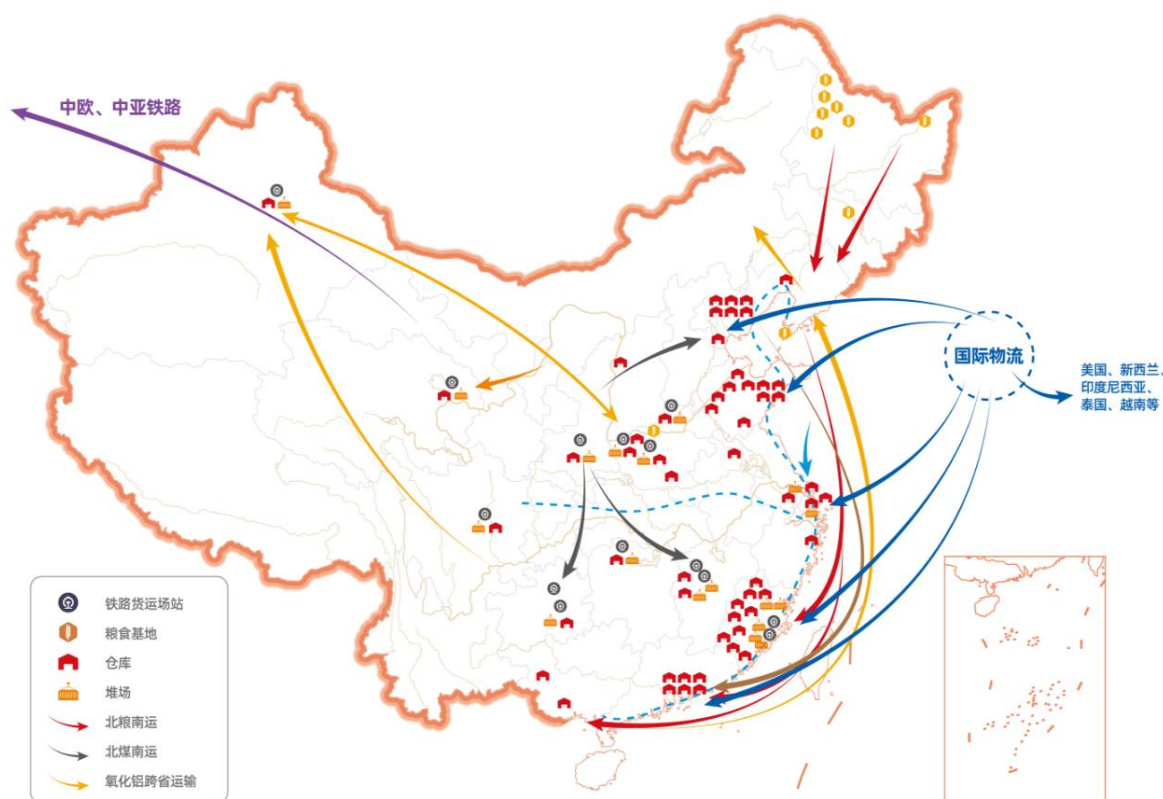 中欧、中亚铁路
国际物流
美国、新西兰、
印度尼西亚、
泰国、越南等
铁路货运场站
粮食基地
仓库
堆场
北粮南运
北煤南运
氧化铝跨省运输